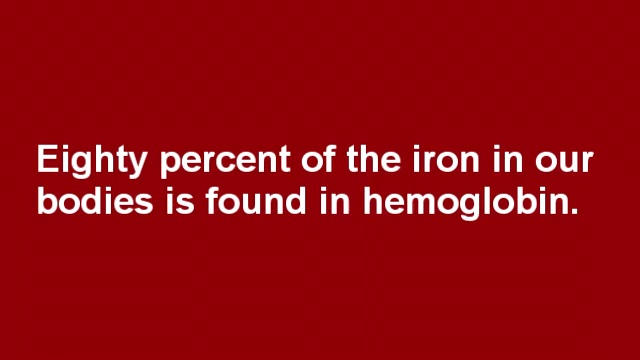 Eighty percent of the iron in our
bodies is found in hemoglobin.